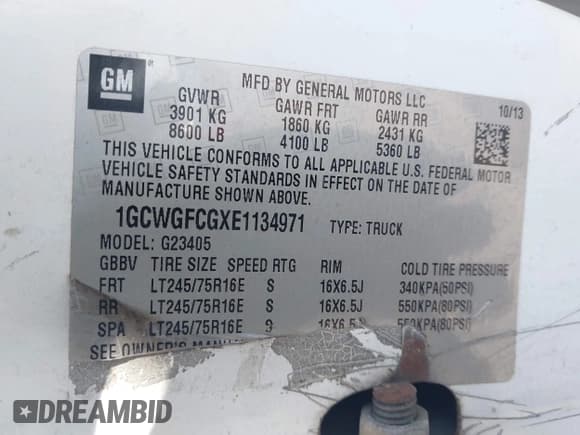 GM
MFD BY GENERAL MOTORS LLC
10/13
GVWR GAWR FRT GAWR RR
3901 KG 1860 KG 2431 KG
8600 LB 4100 LB 5360 LB
THIS VEHICLE CONFORMS TO ALL APPLICABLE U.S. FEDERAL MOTOR
VEHICLE SAFETY STANDARDS IN EFFECT ON THE DATE OF
MANUFACTURE SHOWN ABOVE.
1GCWGFCGXE1134971 TYPE: TRUCK
MODEL: G23405
GBBV TIRE SIZE SPEED RTG RIM COLD TIRE PRESSURE
FRT LT245/75R16E S 16X6.5J 340KPA(50PSI)
RR LT245/75R16E S 16X6.5J 550KPA(80PSI)
SPA LT245/75R16E S 16X6.5J 550KPA(80PSI)
SEE OWNER'S
DREAMBID